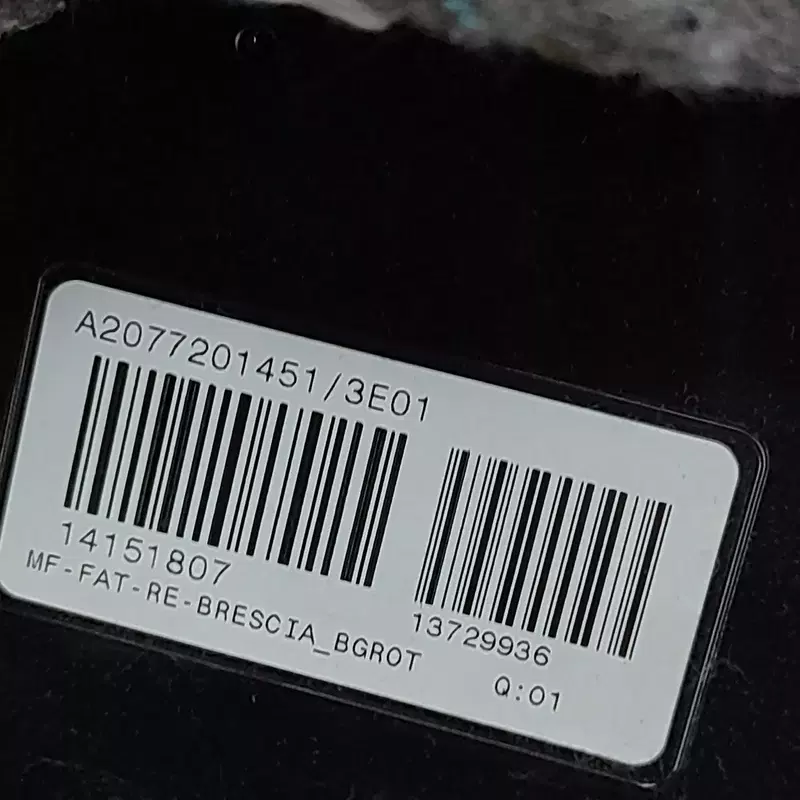 A2077201451/3E01
14151807
MF-FAT-RE-BRESCIA_BGROT
13729936
Q:01